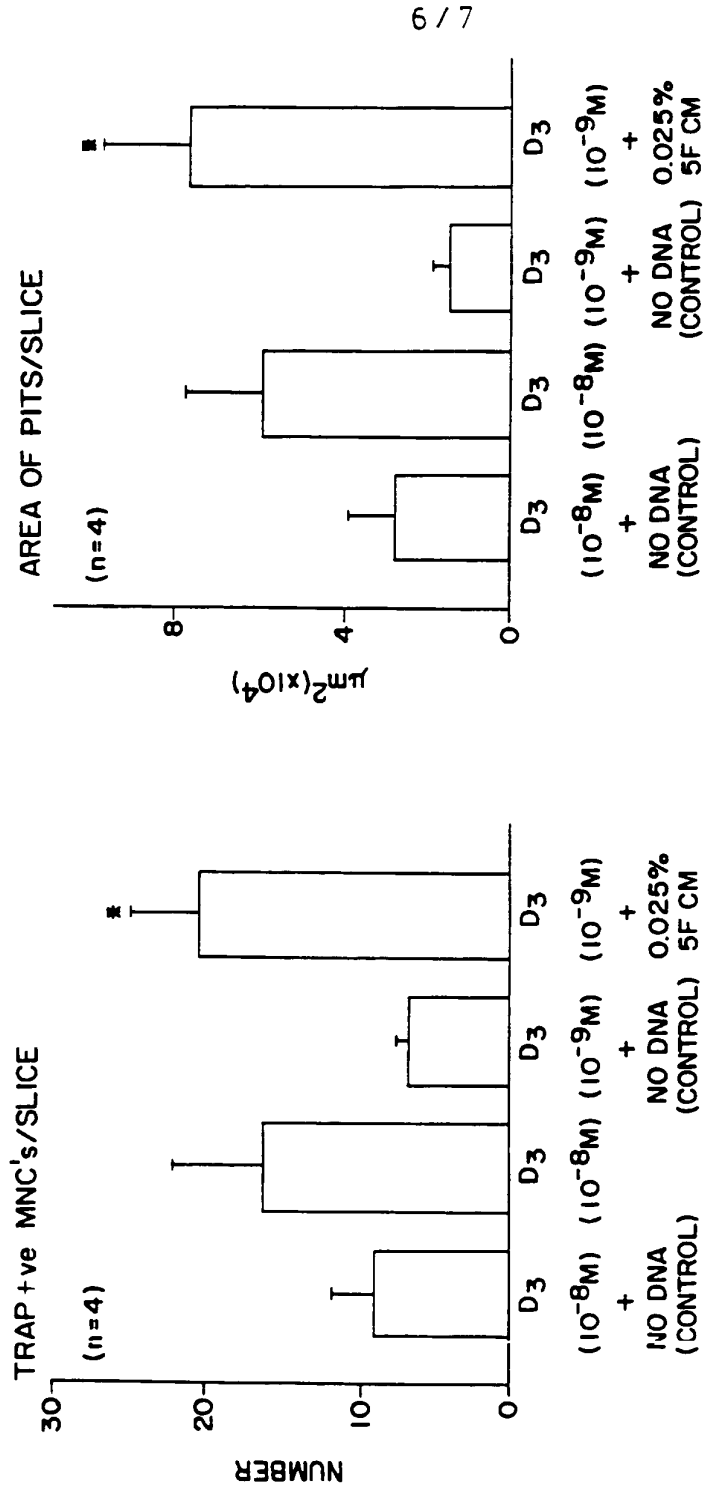 6 / 7
TRAP +ve MNC's/SLICE
(n=4)
NUMBER
30
20
10
0
D3 D3 D3 D3
(10⁻⁸M) (10⁻⁸M) (10⁻⁹M) (10⁻⁹M)
+ + +
NO DNA NO DNA 0.025%
(CONTROL) (CONTROL) 5F CM
*
AREA OF PITS/SLICE
(n=4)
μm²(x10⁴)
8
4
0
D3 D3 D3 D3
(10⁻⁸M) (10⁻⁸M) (10⁻⁹M) (10⁻⁹M)
+ + +
NO DNA NO DNA 0.025%
(CONTROL) (CONTROL) 5F CM
*